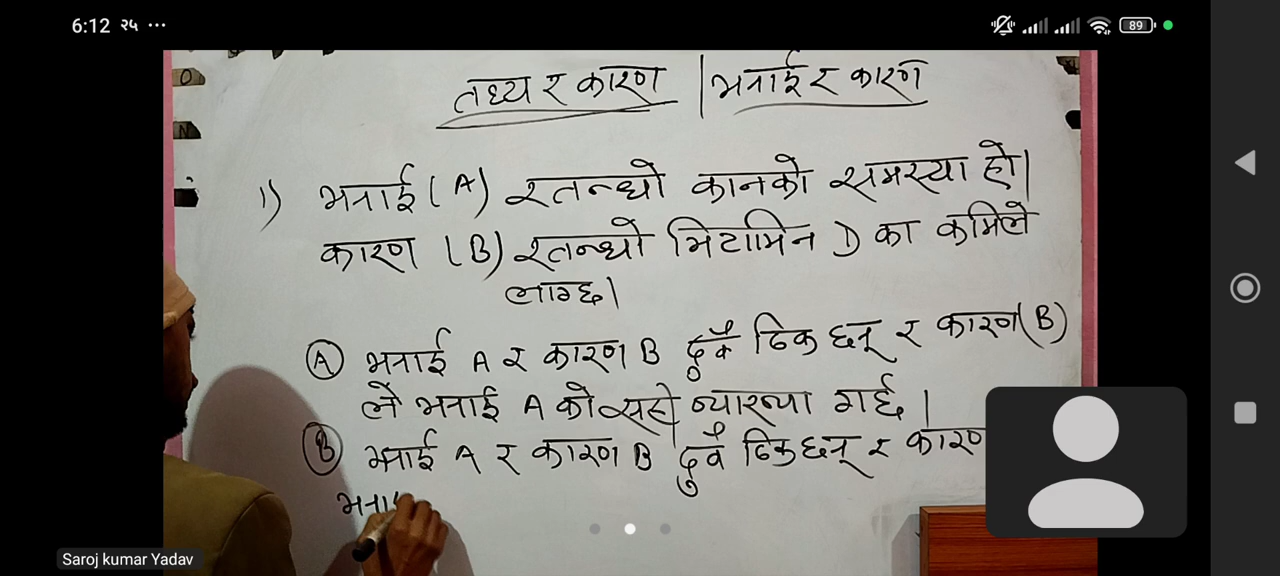 6:12 २५ ...
89
तथ्य र कारण | भनाई र कारण
1) भनाई (A) रतन्धो कानको समस्या हो।
कारण (B) रतन्धो भिटामिन D का कमिले
लाग्छ।
(A) भनाई A र कारण B दुवै ठिक छन् र कारण (B)
ले भनाई A को सही व्याख्या गर्छ।
(B) भनाई A र कारण B दुवै ठिक छन् र कारण
Saroj kumar Yadav